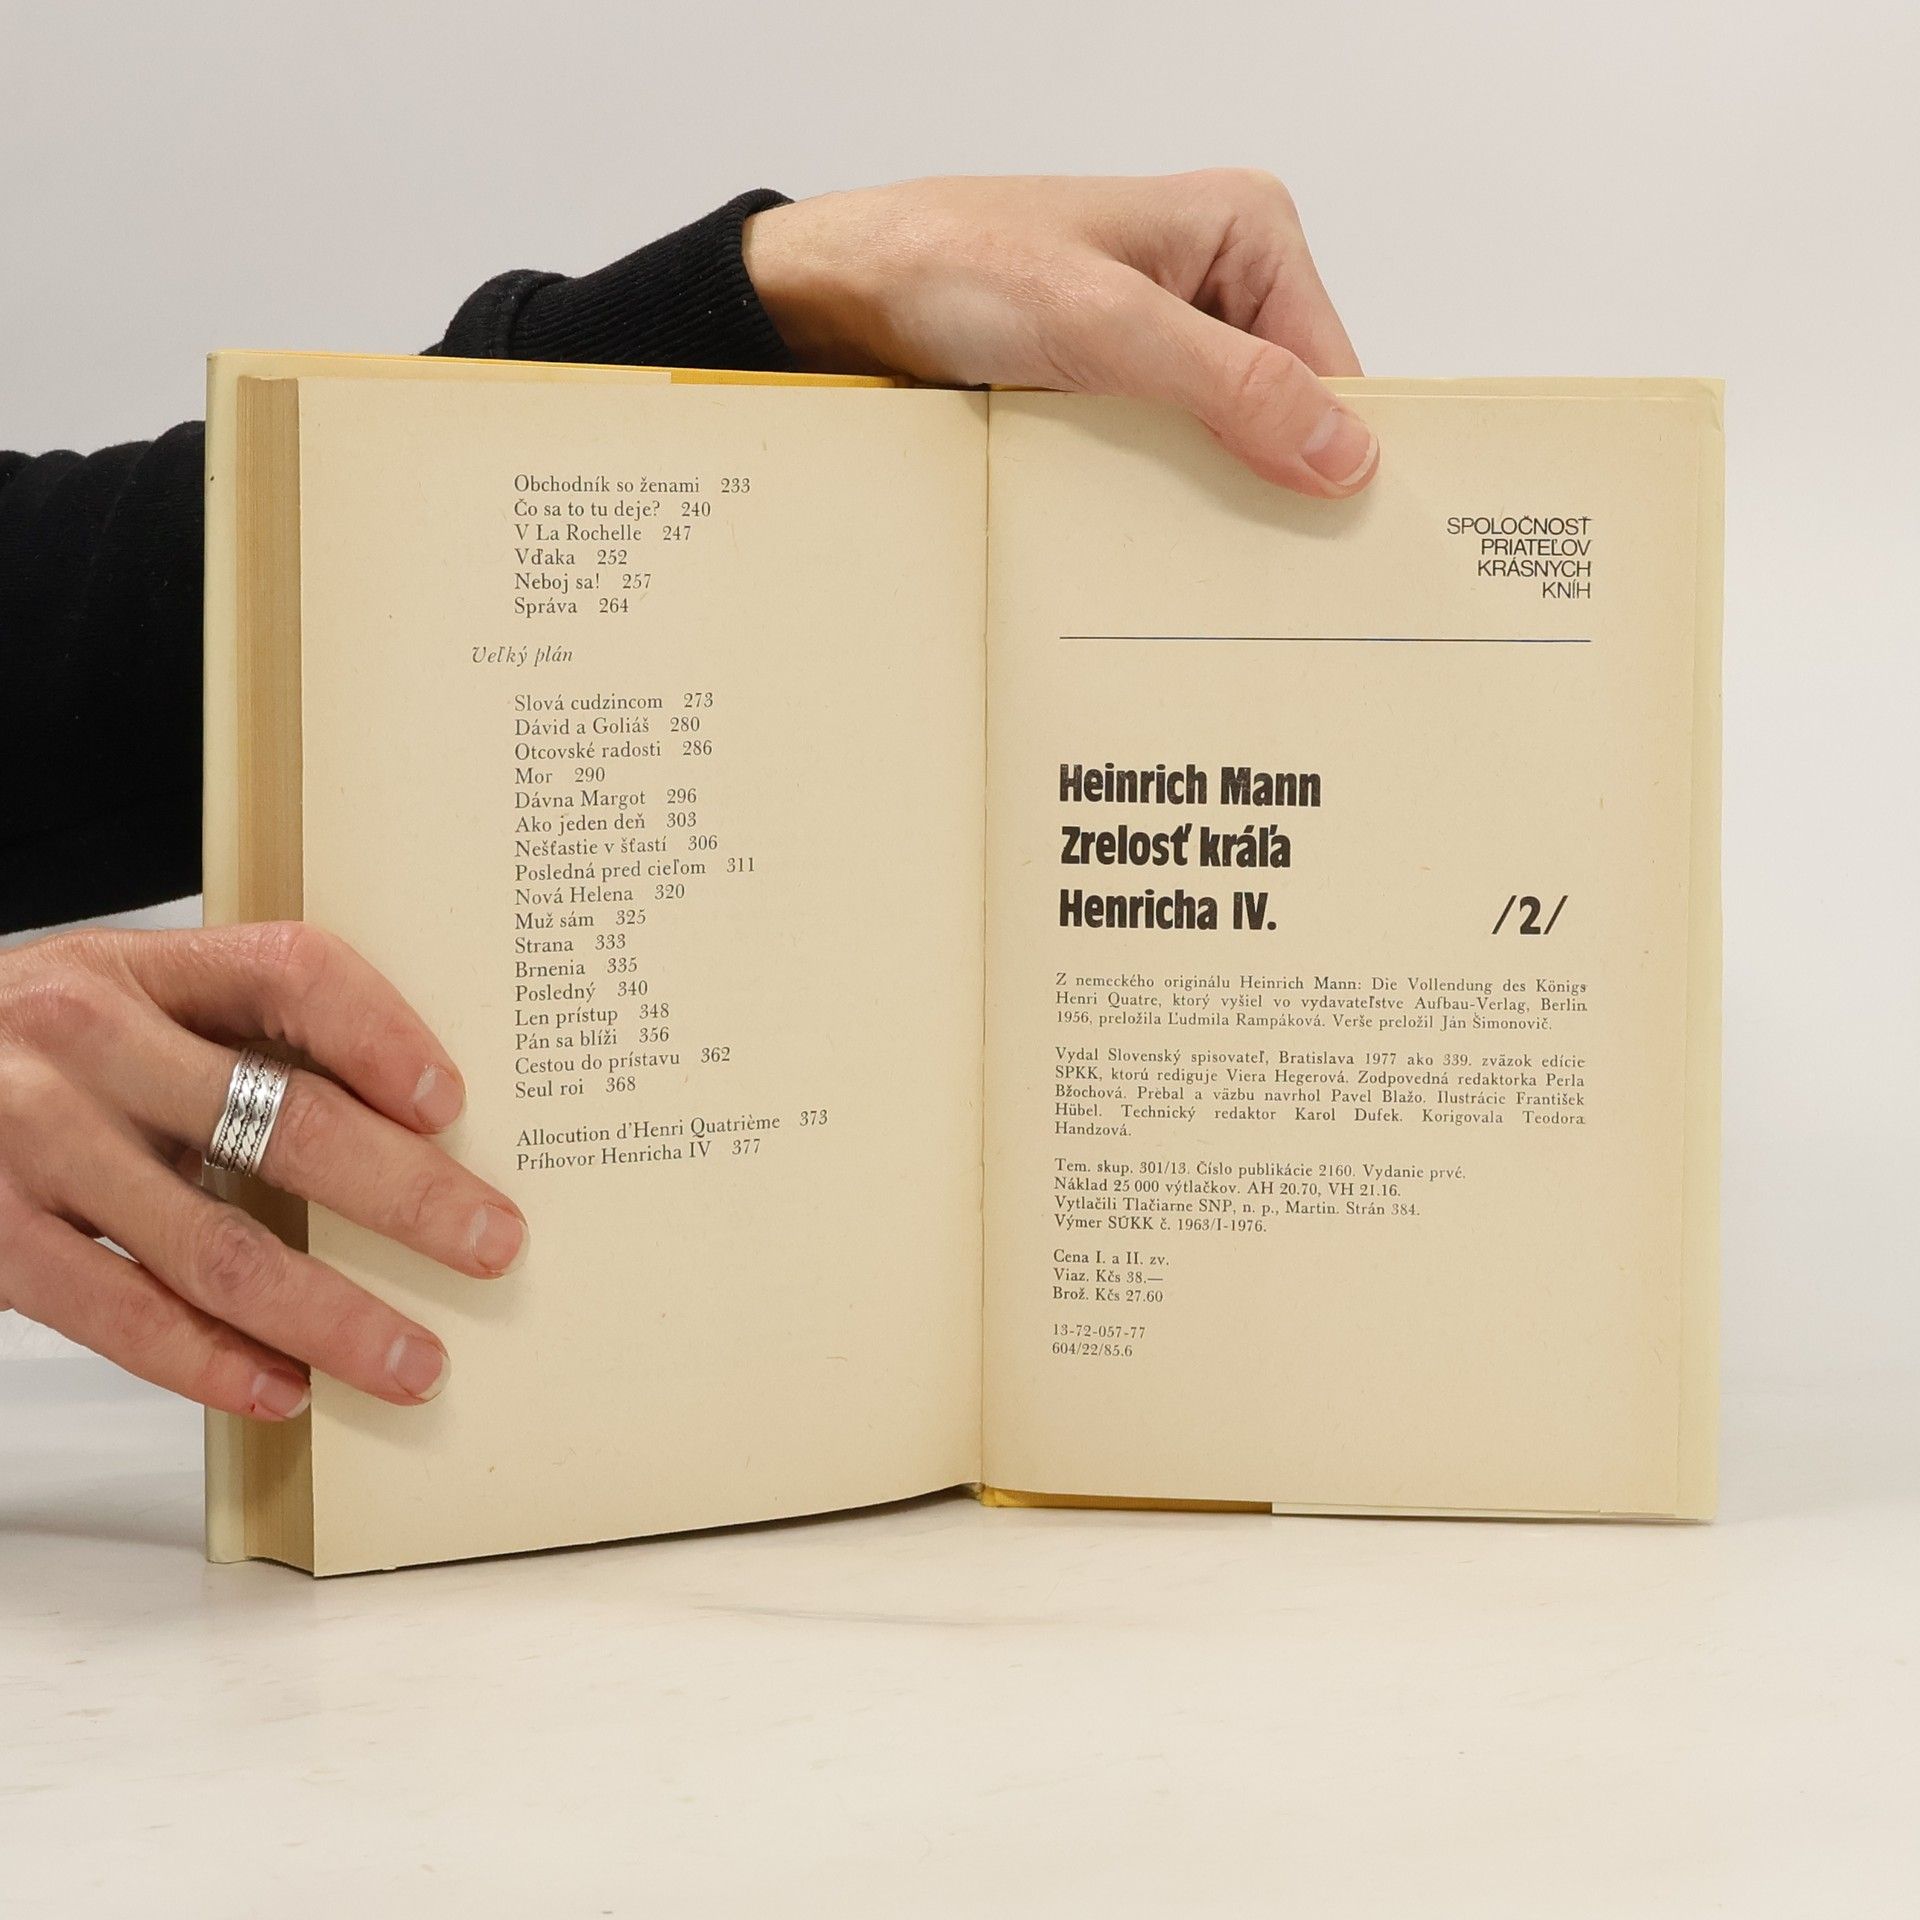 Obchodník so ženami 233
Čo sa to tu deje? 240
V La Rochelle 247
Vďaka 252
Neboj sa! 257
Správa 264
Veľký plán
Slová cudzincom 273
Dávid a Goliáš 280
Otcovské radosti 286
Mor 290
Dávna Margot 296
Ako jeden deň 303
Nešťastie v šťastí 306
Posledná pred cieľom 311
Nová Helena 320
Muž sám 325
Strana 333
Brnenia 335
Posledný 340
Len prístup 348
Pán sa blíži 356
Cestou do prístavu 362
Seul roi 368
Allocution d'Henri Quatrième 373
Príhovor Henricha IV 377
SPOLOČNOSŤ
PRIATEĽOV
KRÁSNYCH
KNÍH
Heinrich Mann
Zrelosť kráľa
Henricha IV. /2/
Z nemeckého originálu Heinrich Mann: Die Vollendung des Königs
Henri Quatre, ktorý vyšiel vo vydavateľstve Aufbau-Verlag, Berlin
1956, preložila Ľudmila Rampáková. Verše preložil Ján Šimonovič.
Vydal Slovenský spisovateľ, Bratislava 1977 ako 339. zväzok edície
SPKK, ktorú rediguje Viera Hegerová. Zodpovedná redaktorka Perla
Bžochová. Prebal a väzbu navrhol Pavel Blažo. Ilustrácie František
Hübel. Technický redaktor Karol Dufek. Korigovala Teodora
Handzová.
Tem. skup. 301/13. Číslo publikácie 2160. Vydanie prvé.
Náklad 25 000 výtlačkov. AH 20.70, VH 21.16.
Vytlačili Tlačiarne SNP, n. p., Martin. Strán 384.
Výmer SÚKK č. 1963/I-1976.
Cena I. a II. zv.
Viaz. Kčs 38.—
Brož. Kčs 27.60
13-72-057-77
604/22/85.6